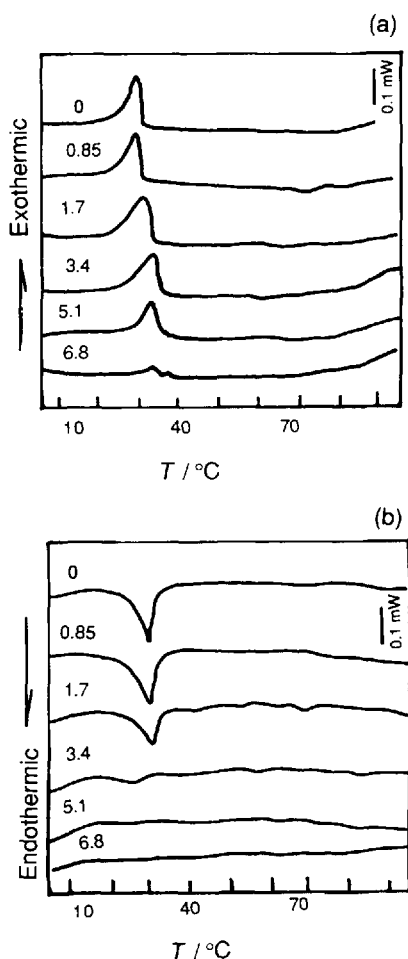 (a)
0.1 mW
0
0.85
1.7
3.4
5.1
6.8
Exothermic
10 40 70
T / °C
(b)
0
0.1 mW
0.85
1.7
3.4
5.1
6.8
Endothermic
10 40 70
T / °C